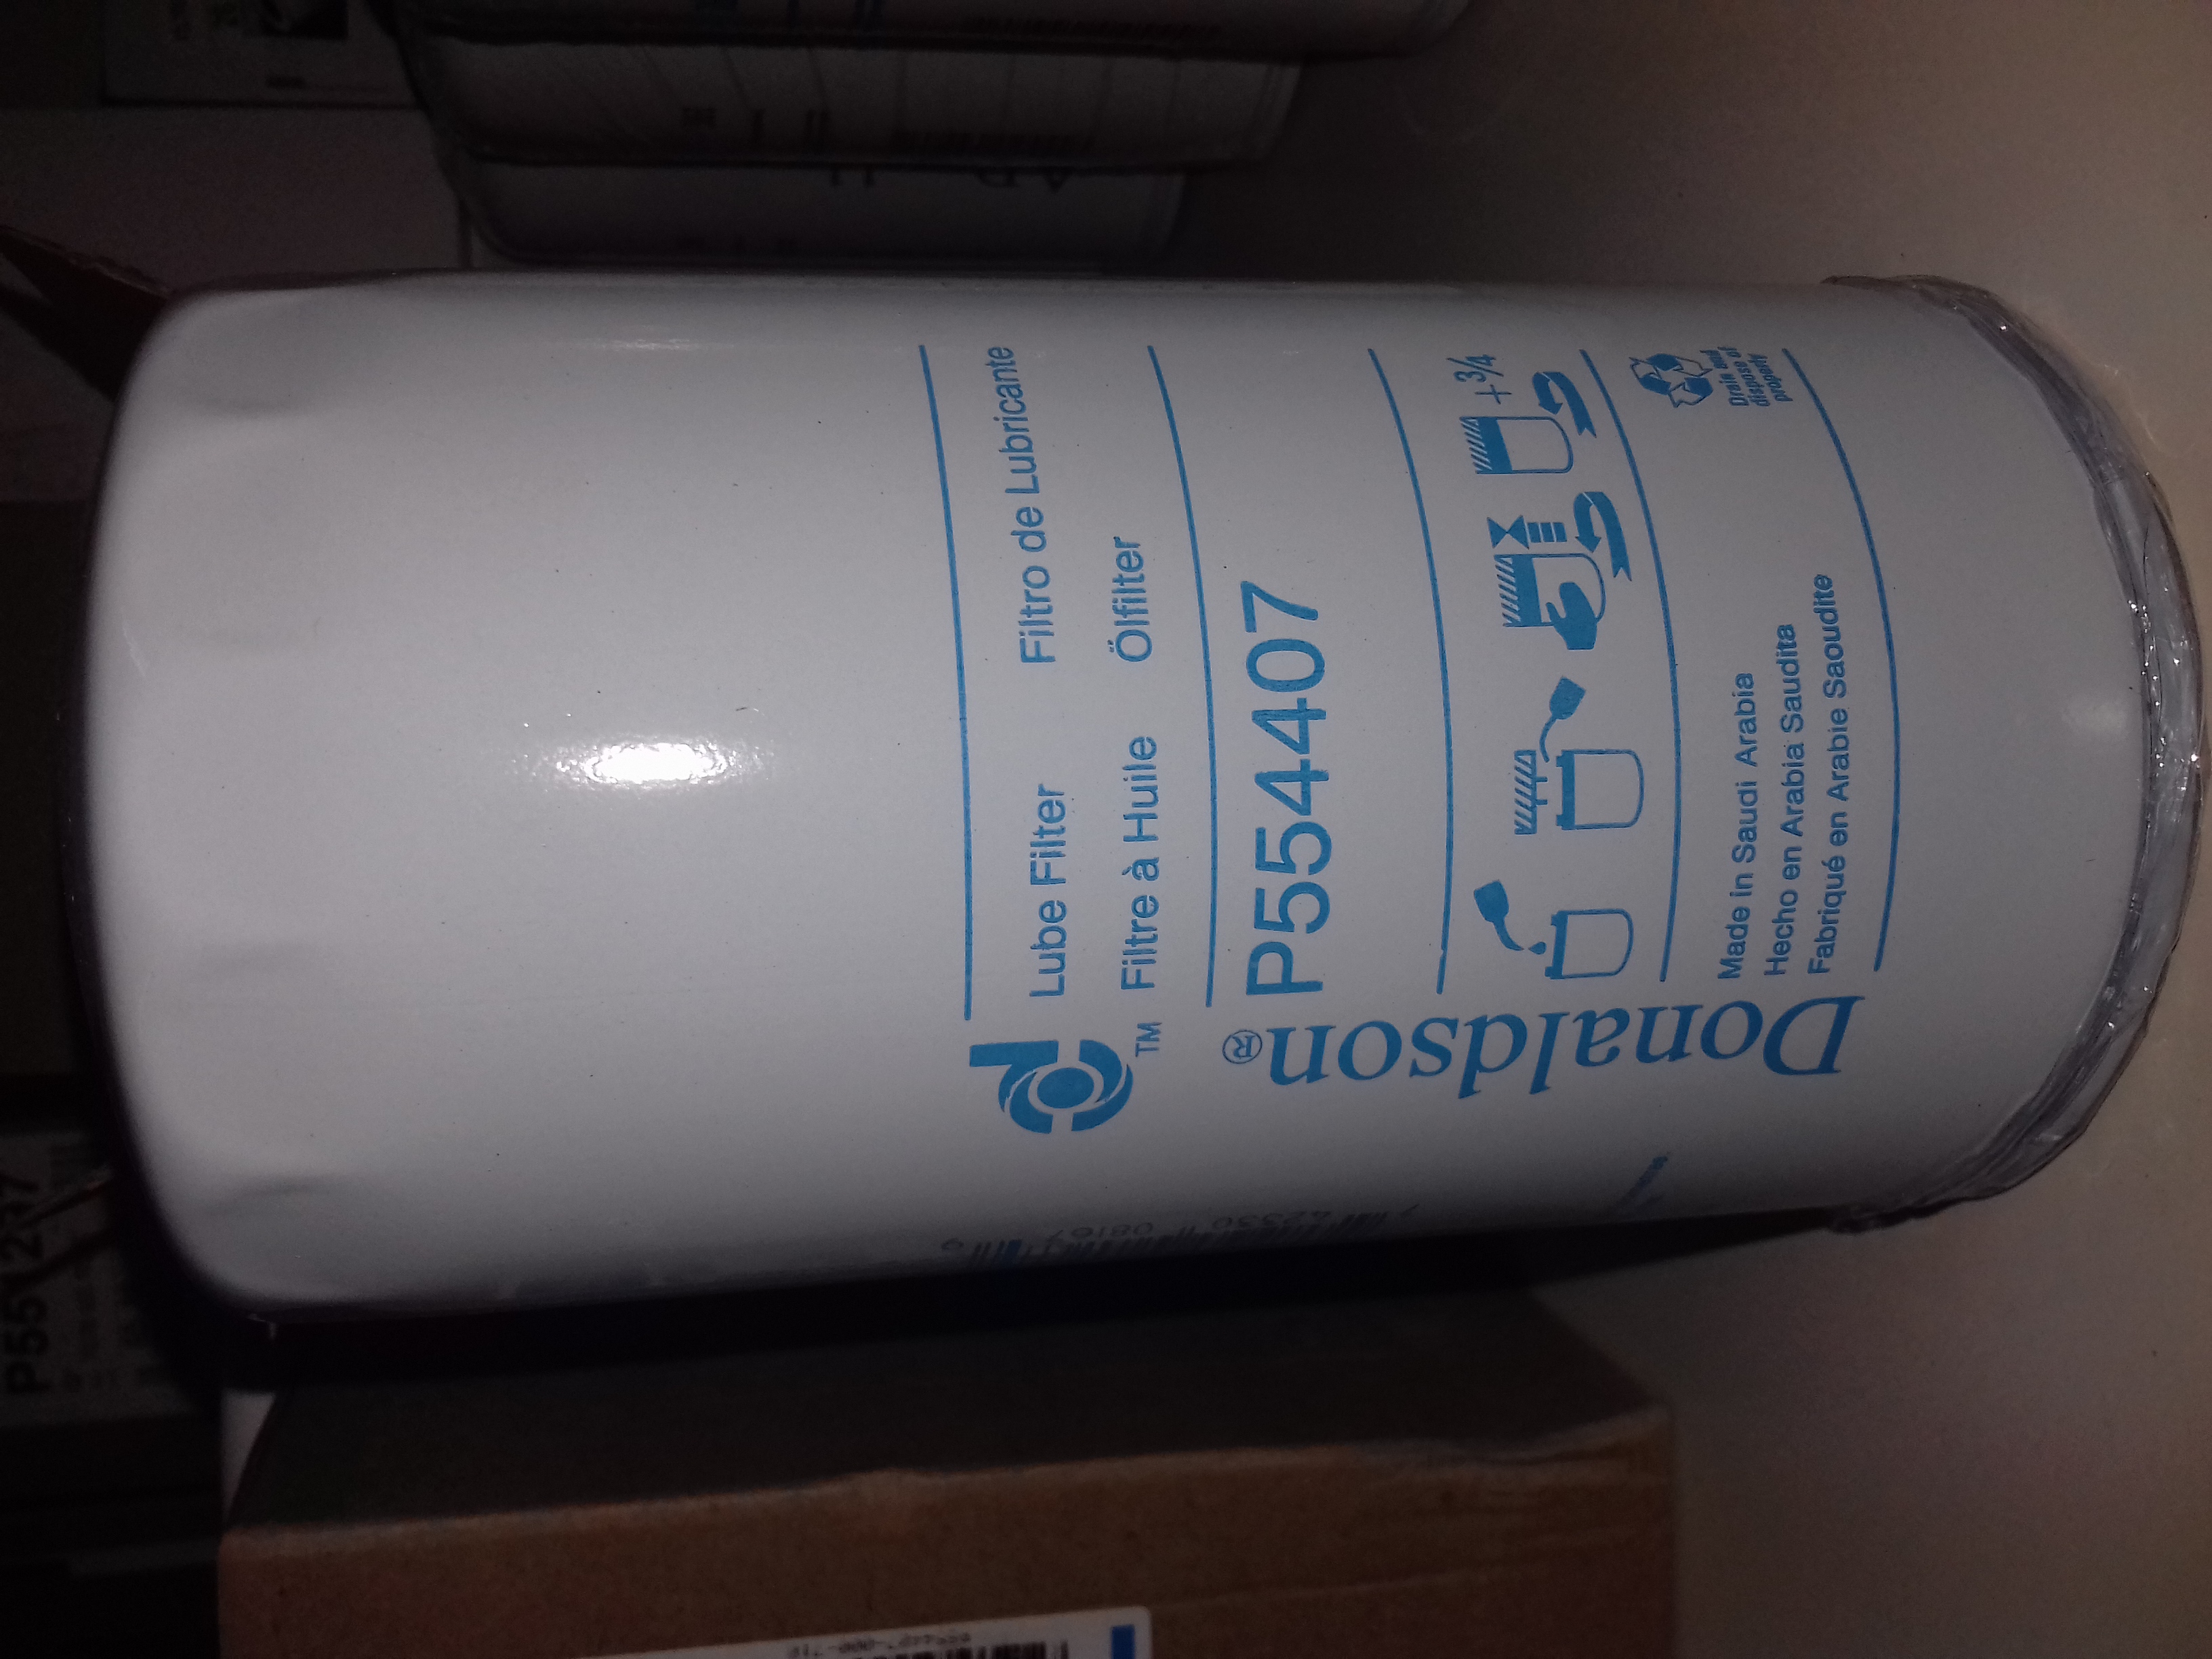 Donaldson®
TM
Lube Filter Filtro de Lubricante
Filtre à Huile Ölfilter
P554407
+3/4
Made in Saudi Arabia
Hecho en Arabia Saudita
Fabriqué en Arabie Saoudite
Drain and
dispose of
properly
P551297